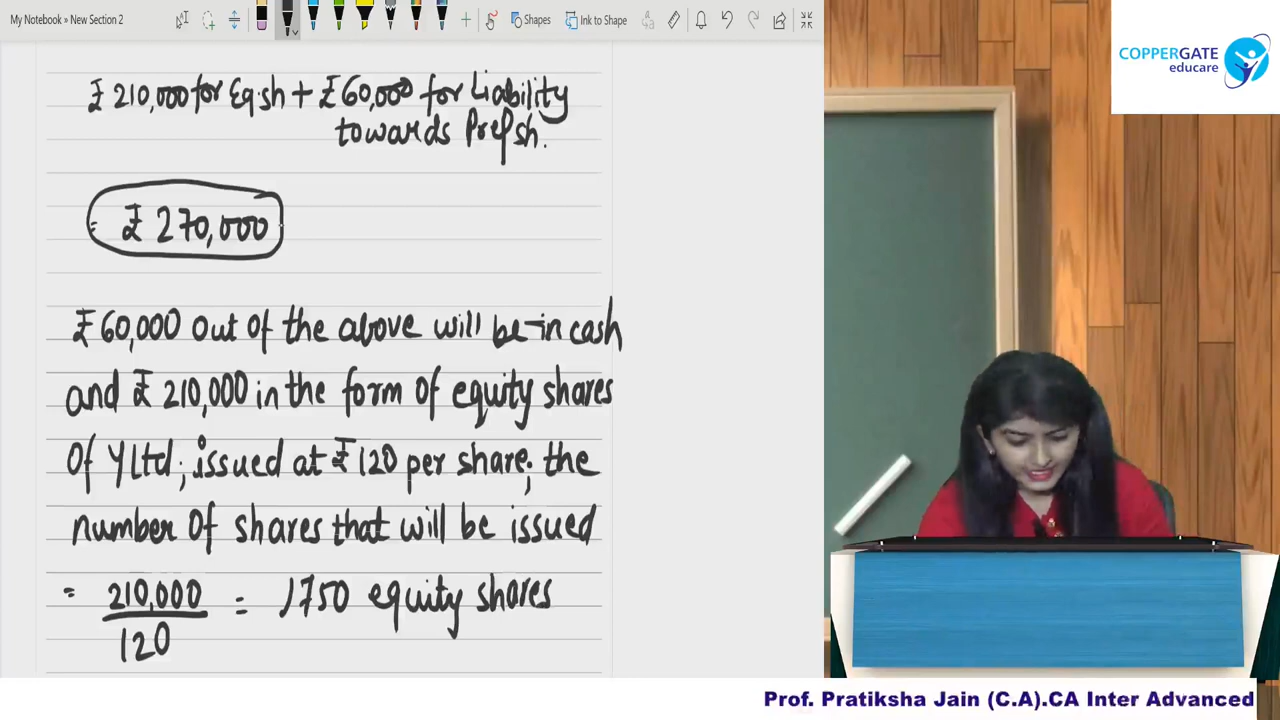 My Notebook » New Section 2
Shapes
Ink to Shape
COPPERGATE
educare
₹ 210,000 for Eq.sh + ₹60,000 for Liability
towards Pref sh.
= ₹ 270,000
₹60,000 out of the above will be in cash
and ₹ 210,000 in the form of equity shares
Of Y Ltd; issued at ₹120 per share; the
number of shares that will be issued
= 210,000 = 1750 equity shares
120
Prof. Pratiksha Jain (C.A).CA Inter Advanced